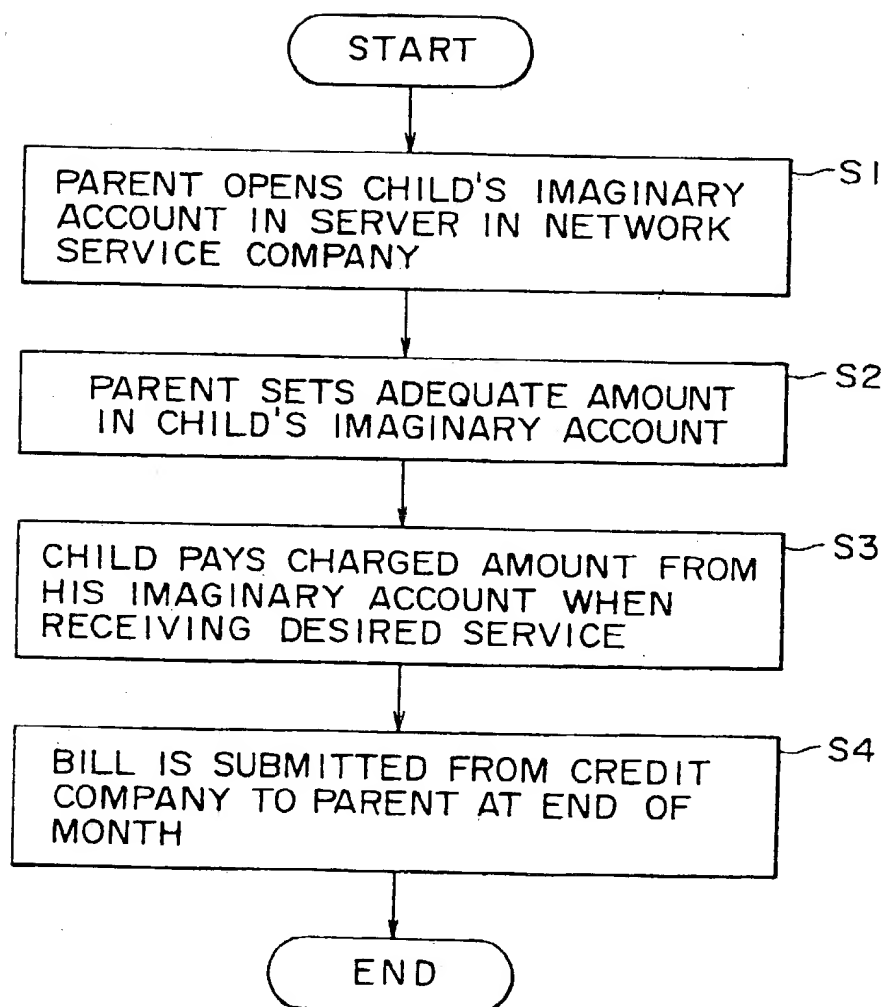 START
PARENT OPENS CHILD'S IMAGINARY
ACCOUNT IN SERVER IN NETWORK
SERVICE COMPANY
S1
PARENT SETS ADEQUATE AMOUNT
IN CHILD'S IMAGINARY ACCOUNT
S2
CHILD PAYS CHARGED AMOUNT FROM
HIS IMAGINARY ACCOUNT WHEN
RECEIVING DESIRED SERVICE
S3
BILL IS SUBMITTED FROM CREDIT
COMPANY TO PARENT AT END OF
MONTH
S4
END